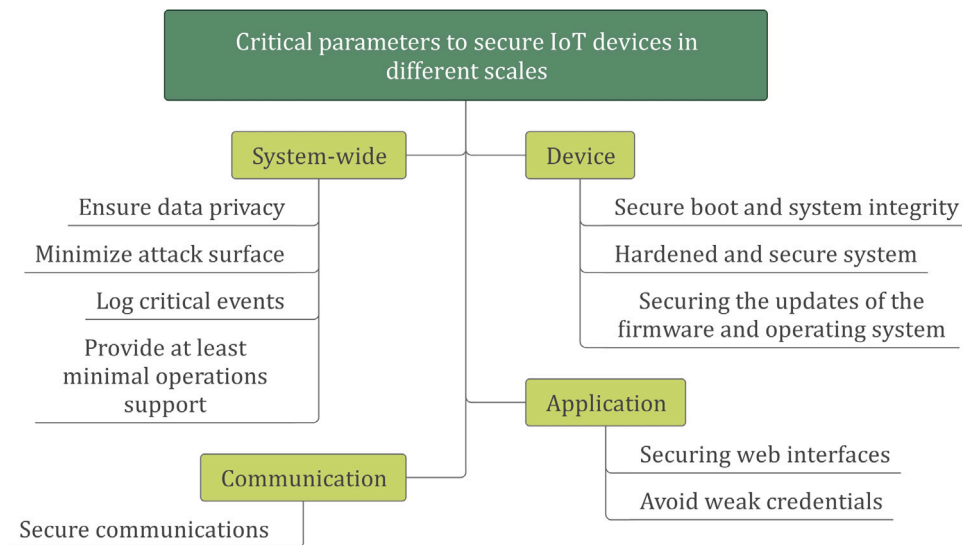 Critical parameters to secure IoT devices in
different scales
System-wide
Ensure data privacy
Minimize attack surface
Log critical events
Provide at least
minimal operations
support
Device
Secure boot and system integrity
Hardened and secure system
Securing the updates of the
firmware and operating system
Application
Securing web interfaces
Avoid weak credentials
Communication
Secure communications